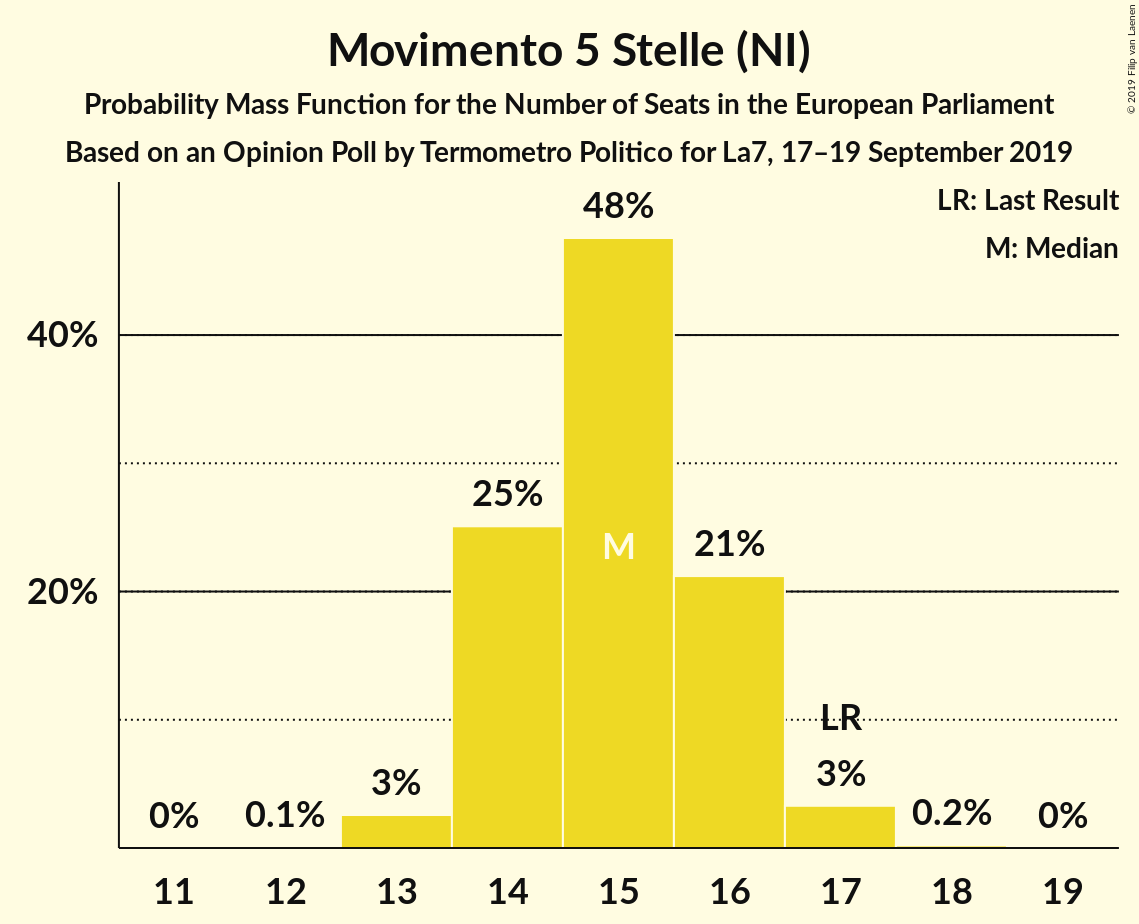 Movimento 5 Stelle (NI)
Probability Mass Function for the Number of Seats in the European Parliament
Based on an Opinion Poll by Termometro Politico for La7, 17–19 September 2019
© 2019 Filip van Laenen
LR: Last Result
M: Median
48%
40%
25%
M
21%
20%
LR
3%
3%
0%
0.1%
0.2%
0%
11 12 13 14 15 16 17 18 19